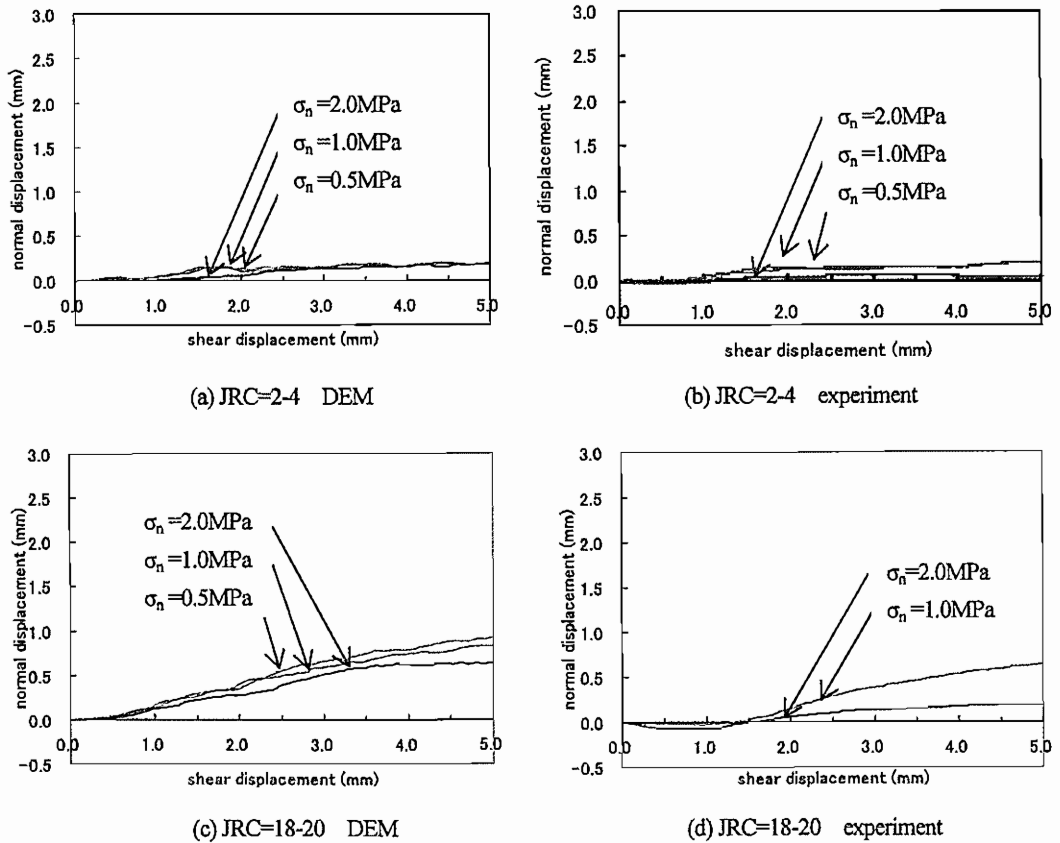 3.0
2.5
2.0
1.5
1.0
0.5
0.0
-0.5
normal displacement (mm)
σn=2.0MPa
σn=1.0MPa
σn=0.5MPa
0.0 1.0 2.0 3.0 4.0 5.0
shear displacement (mm)
(a) JRC=2-4 DEM
3.0
2.5
2.0
1.5
1.0
0.5
0.0
-0.5
normal displacement (mm)
σn=2.0MPa
σn=1.0MPa
σn=0.5MPa
0.0 1.0 2.0 3.0 4.0 5.0
shear displacement (mm)
(b) JRC=2-4 experiment
3.0
2.5
2.0
1.5
1.0
0.5
0.0
-0.5
normal displacement (mm)
σn=2.0MPa
σn=1.0MPa
σn=0.5MPa
0.0 1.0 2.0 3.0 4.0 5.0
shear displacement (mm)
(c) JRC=18-20 DEM
3.0
2.5
2.0
1.5
1.0
0.5
0.0
-0.5
normal displacement (mm)
σn=2.0MPa
σn=1.0MPa
0.0 1.0 2.0 3.0 4.0 5.0
shear displacement (mm)
(d) JRC=18-20 experiment